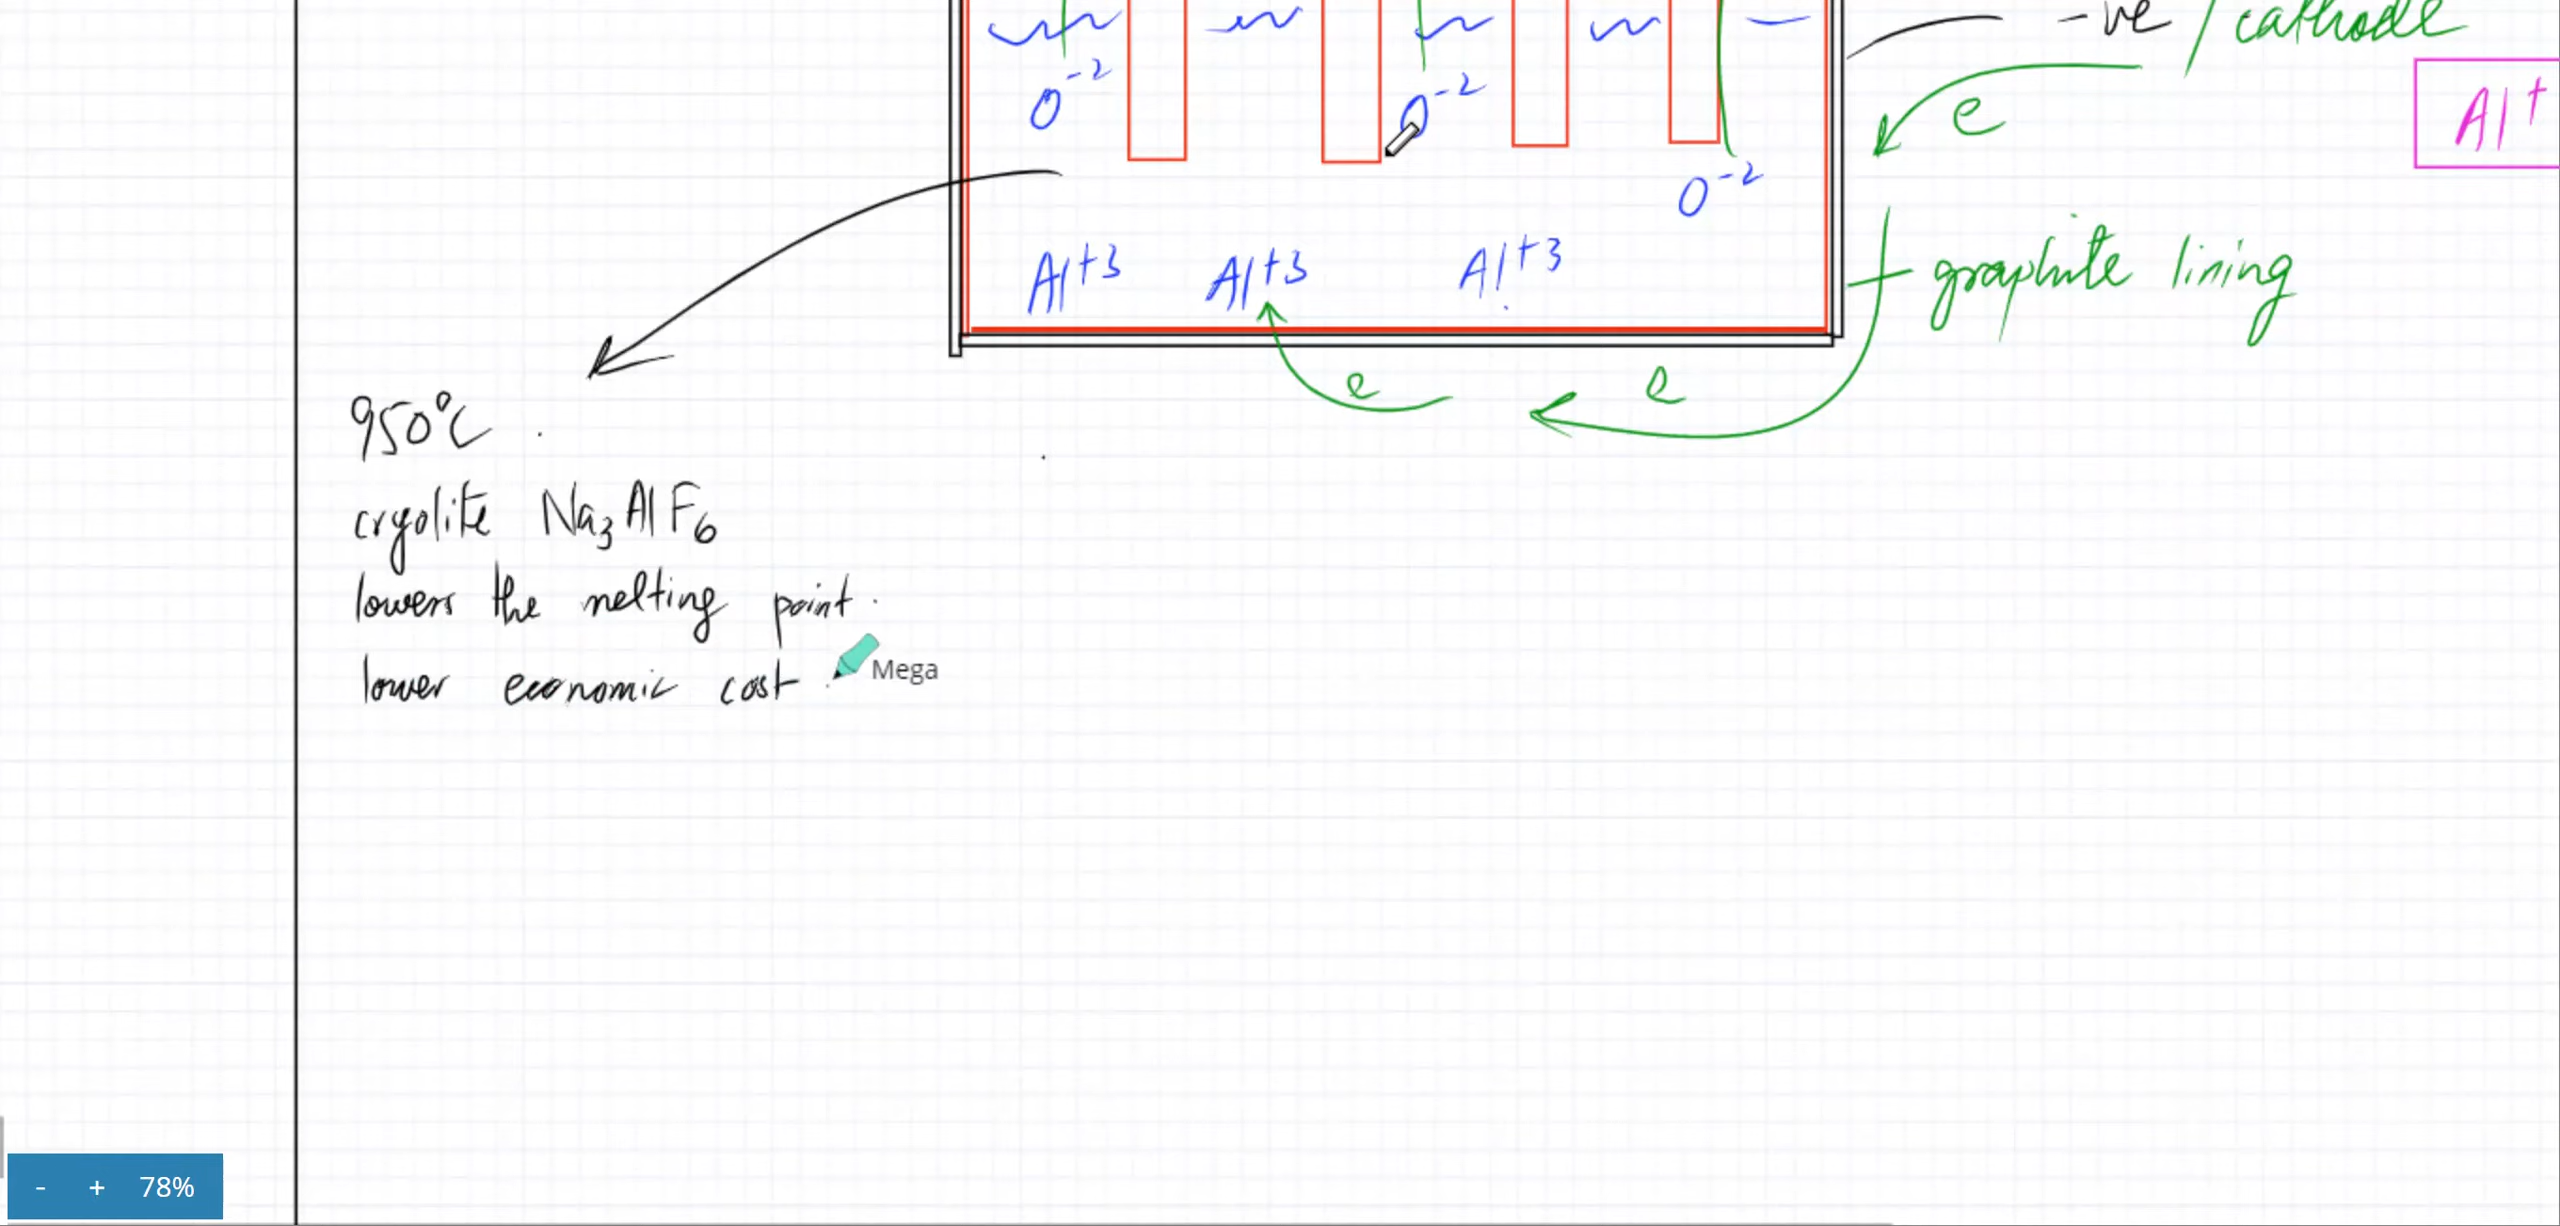 -ve / cathode
O⁻² O⁻² e Al⁺
O⁻²
Al⁺³ Al⁺³ Al⁺³ graphite lining
e e
950°C .
cryolite Na₃AlF₆
lowers the melting point.
lower economic cost. Mega
- + 78%